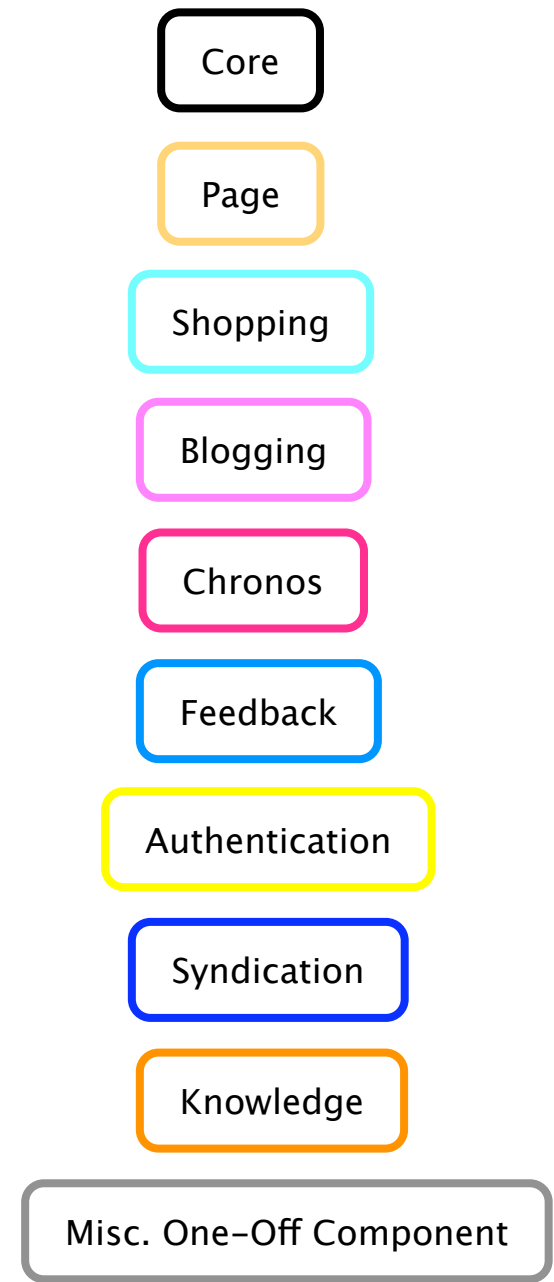 Core
Page
Shopping
Blogging
Chronos
Feedback
Authentication
Syndication
Knowledge
Misc. One-Off Component